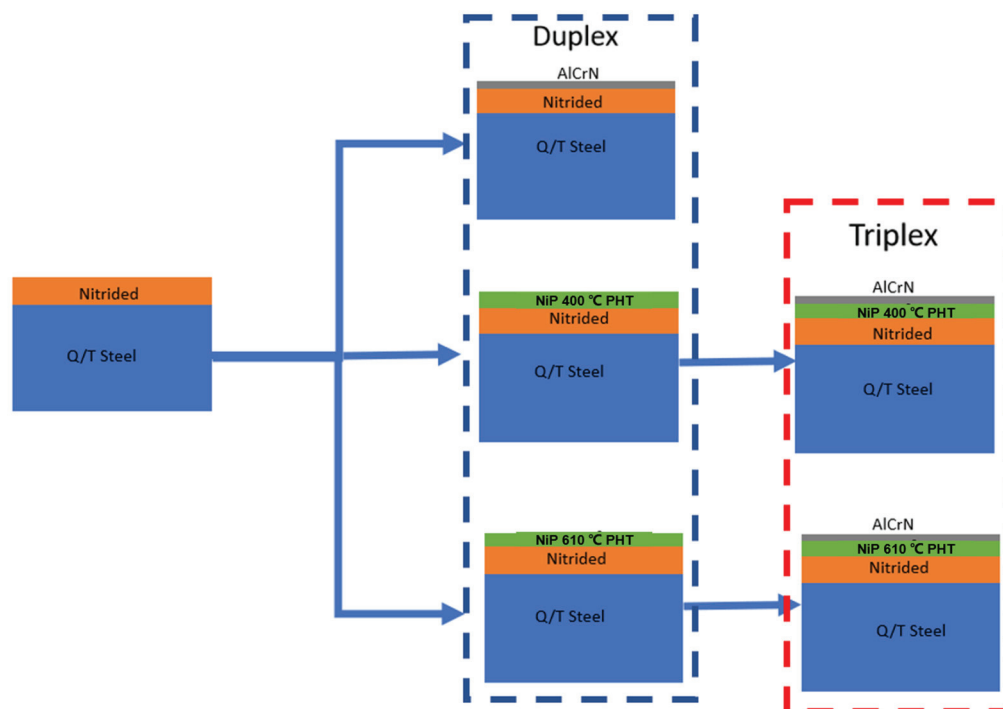 Duplex
AlCrN
Nitrided
Q/T Steel
Triplex
Nitrided
Q/T Steel
NiP 400 ℃ PHT
Nitrided
Q/T Steel
AlCrN
NiP 400 ℃ PHT
Nitrided
Q/T Steel
NiP 610 ℃ PHT
Nitrided
Q/T Steel
AlCrN
NiP 610 ℃ PHT
Nitrided
Q/T Steel